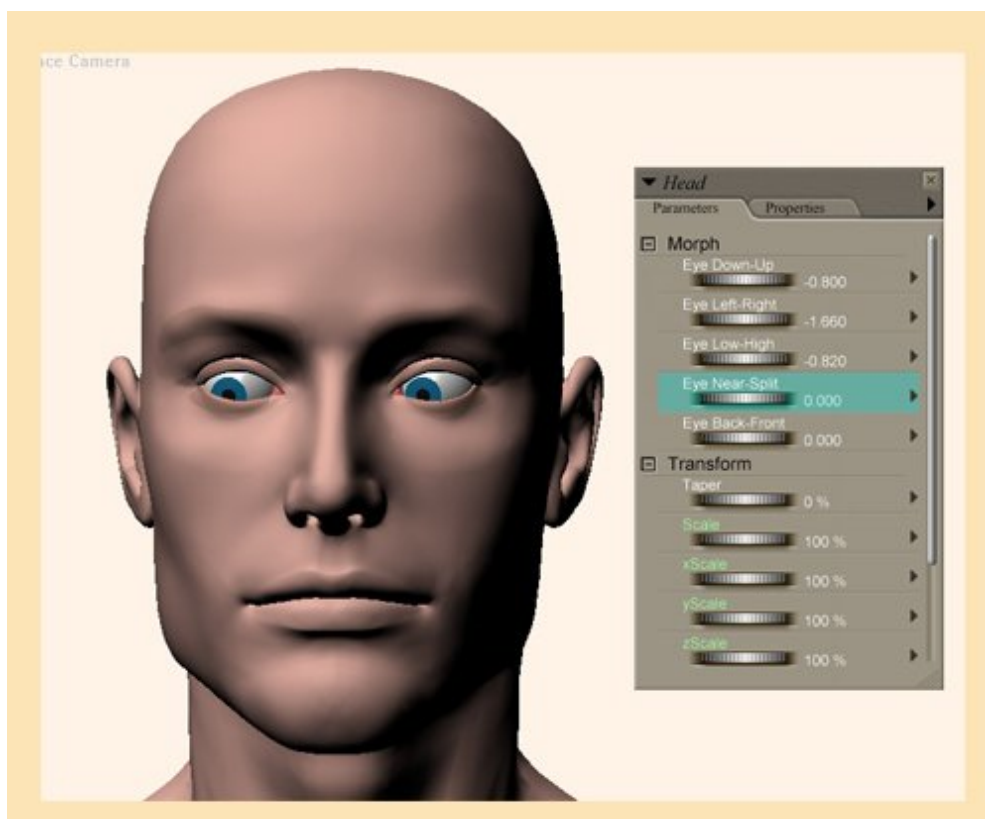 ace Camera
Head
Parameters Properties
Morph
Eye Down-Up
-0.800
Eye Left-Right
-1.660
Eye Low-High
-0.820
Eye Near-Split
0.000
Eye Back-Front
0.000
Transform
Taper
0 %
Scale
100 %
xScale
100 %
yScale
100 %
zScale
100 %